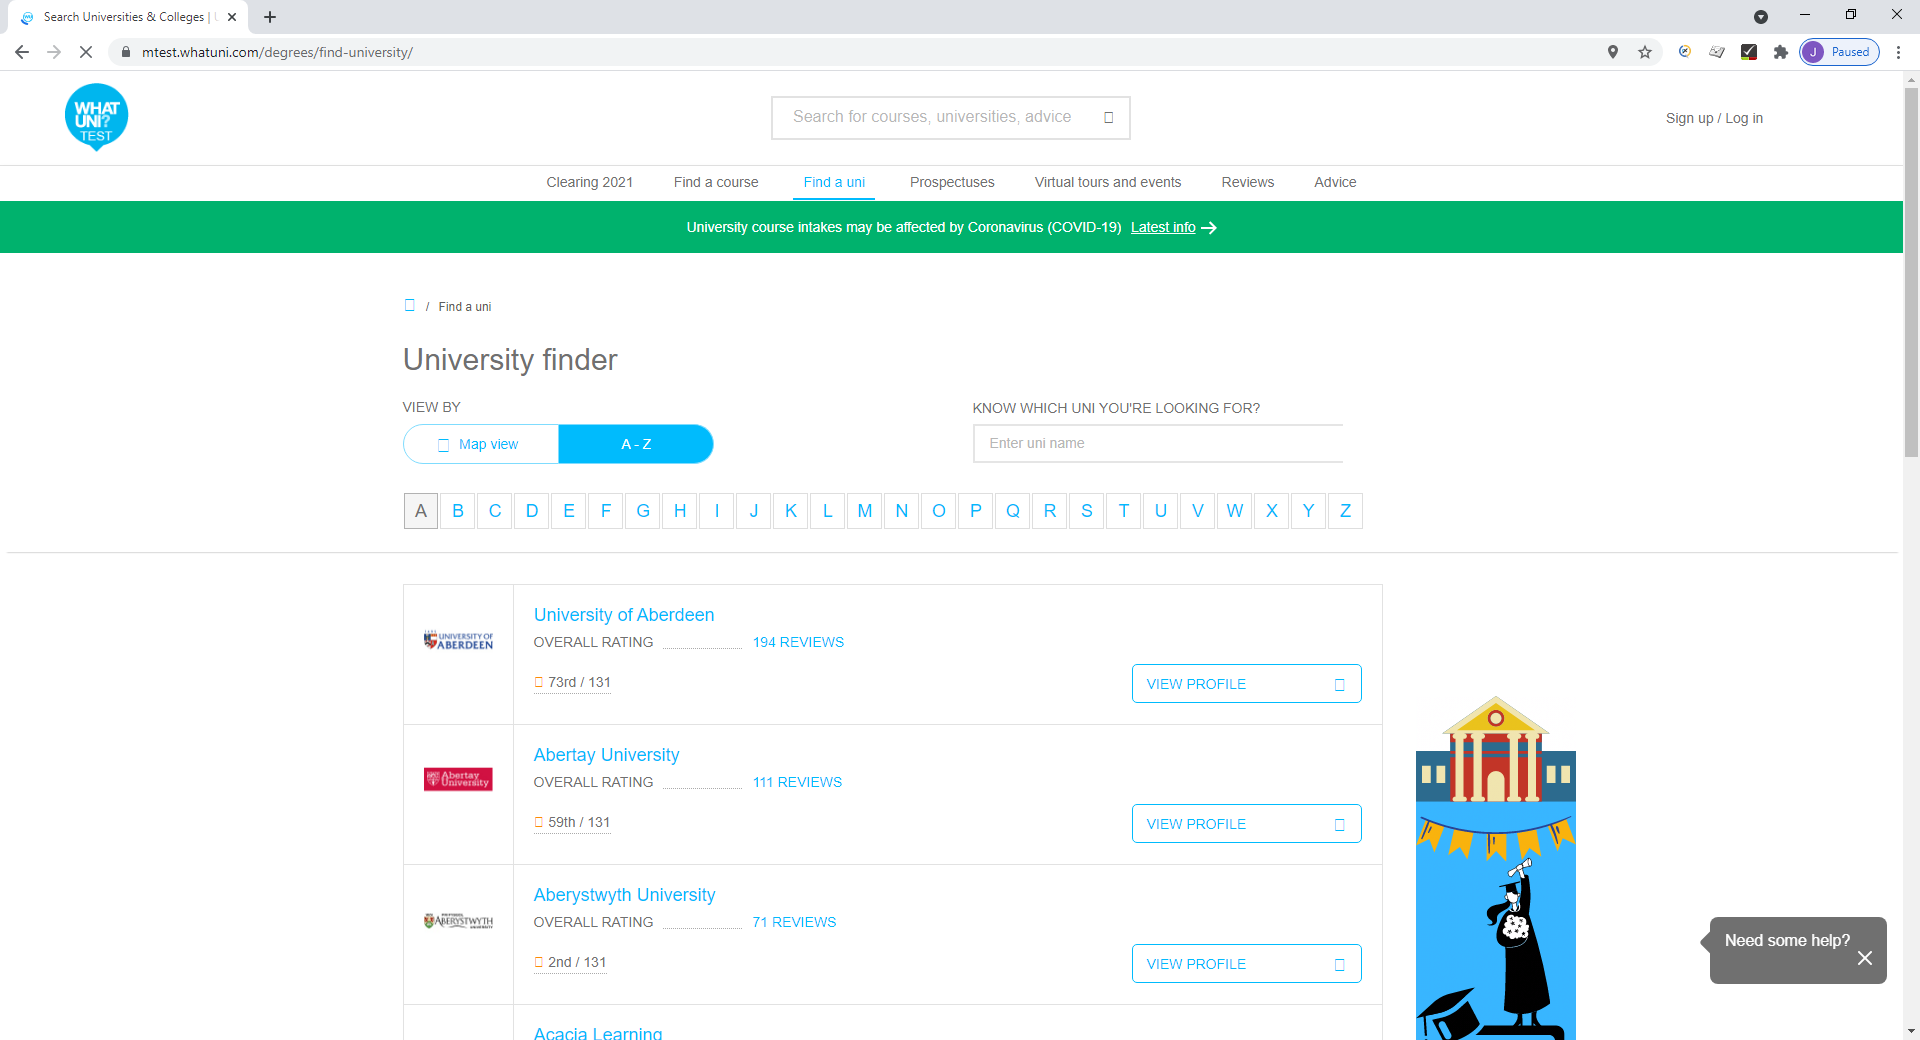 Search Universities & Colleges |
mtest.whatuni.com/degrees/find-university/
J
Paused
WHAT
UNI?
TEST
Search for courses, universities, advice
Sign up / Log in
Clearing 2021
Find a course
Find a uni
Prospectuses
Virtual tours and events
Reviews
Advice
University course intakes may be affected by Coronavirus (COVID-19) Latest info
/ Find a uni
University finder
VIEW BY
KNOW WHICH UNI YOU'RE LOOKING FOR?
Map view
A - Z
Enter uni name
A B C D E F G H I J K L M N O P Q R S T U V W X Y Z
UNIVERSITY OF
ABERDEEN
University of Aberdeen
OVERALL RATING 194 REVIEWS
73rd / 131
VIEW PROFILE
Abertay
University
Abertay University
OVERALL RATING 111 REVIEWS
59th / 131
VIEW PROFILE
ABERYSTWYTH
UNIVERSITY
Aberystwyth University
OVERALL RATING 71 REVIEWS
2nd / 131
VIEW PROFILE
Acacia Learning
Need some help?